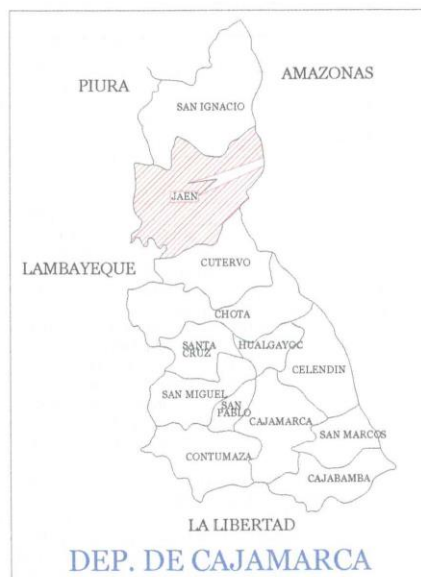 PIURA
AMAZONAS
SAN IGNACIO
JAEN
LAMBAYEQUE
CUTERVO
CHOTA
SANTA
CRUZ
HUALGAYOC
CELENDIN
SAN MIGUEL
SAN
PABLO
CAJAMARCA
SAN MARCOS
CONTUMAZA
CAJABAMBA
LA LIBERTAD
DEP. DE CAJAMARCA